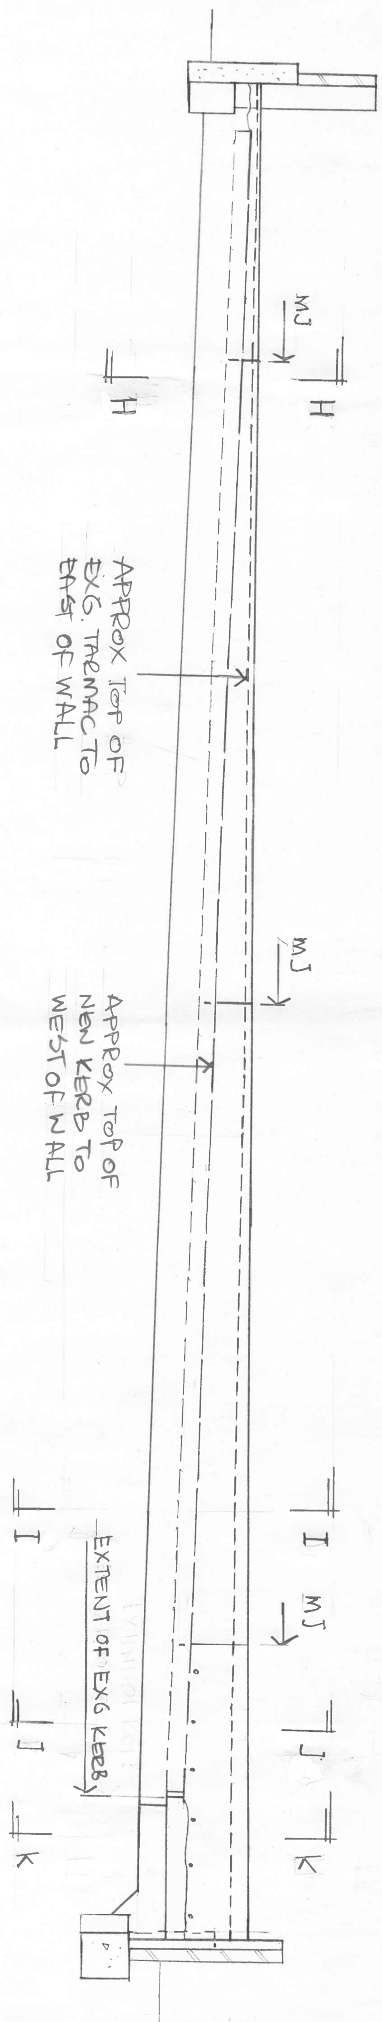 MJ
H
H
APPROX TOP OF
EXG. TARMAC TO
EAST OF WALL
MJ
APPROX TOP OF
NEW KERB TO
WEST OF WALL
I
I
MJ
EXTENT OF EXG KERB
J
J
K
K